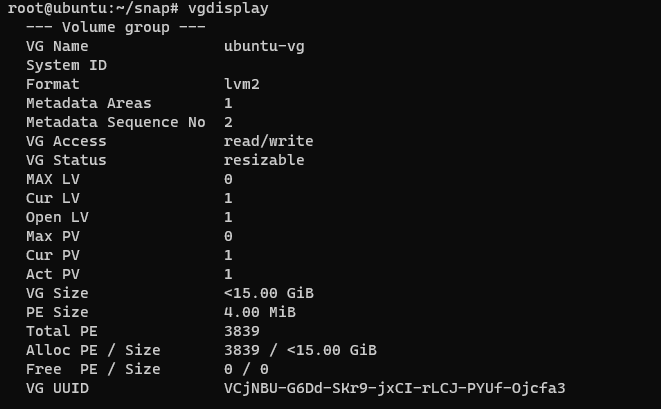 root@ubuntu:~/snap# vgdisplay
--- Volume group ---
VG Name ubuntu-vg
System ID
Format lvm2
Metadata Areas 1
Metadata Sequence No 2
VG Access read/write
VG Status resizable
MAX LV 0
Cur LV 1
Open LV 1
Max PV 0
Cur PV 1
Act PV 1
VG Size <15.00 GiB
PE Size 4.00 MiB
Total PE 3839
Alloc PE / Size 3839 / <15.00 GiB
Free PE / Size 0 / 0
VG UUID VCjNBU-G6Dd-SKr9-jxCI-rLCJ-PYUf-Ojcfa3